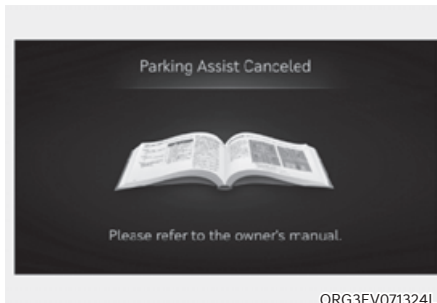 Parking Assist Canceled
Please refer to the owner's manual.
ORG3EV071324L